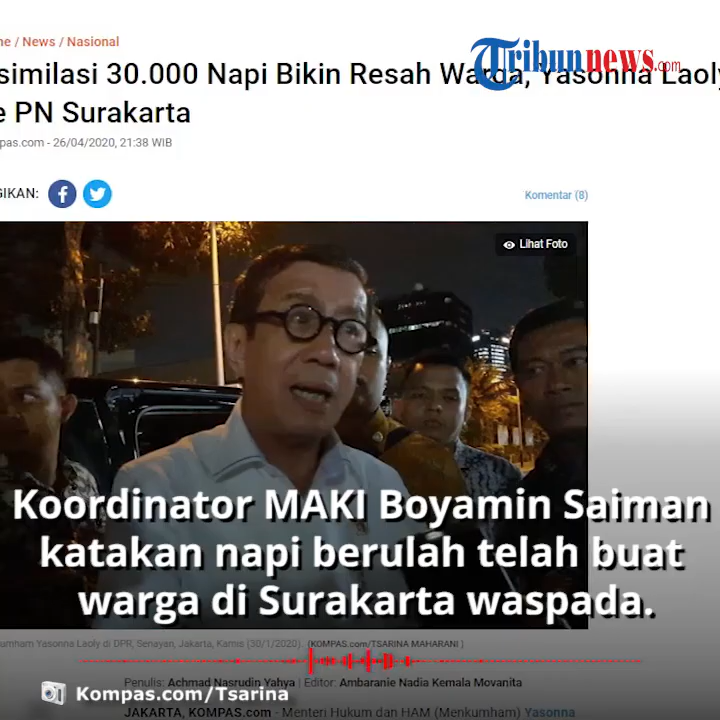 ne / News / Nasional
Tribunnews.com
similasi 30.000 Napi Bikin Resah Warga, Yasonna Laoly
e PN Surakarta
pas.com - 26/04/2020, 21:38 WIB
GIKAN:
Komentar (8)
Lihat Foto
Koordinator MAKI Boyamin Saiman
katakan napi berulah telah buat
warga di Surakarta waspada.
umham Yasonna Laoly di DPR, Senayan, Jakarta, Kamis (30/1/2020). (KOMPAS.com/TSARINA MAHARANI )
Penulis: Achmad Nasrudin Yahya | Editor: Ambaranie Nadia Kemala Movanita
Kompas.com/Tsarina
JAKARTA, KOMPAS.com - Menteri Hukum dan HAM (Menkumham) Yasonna